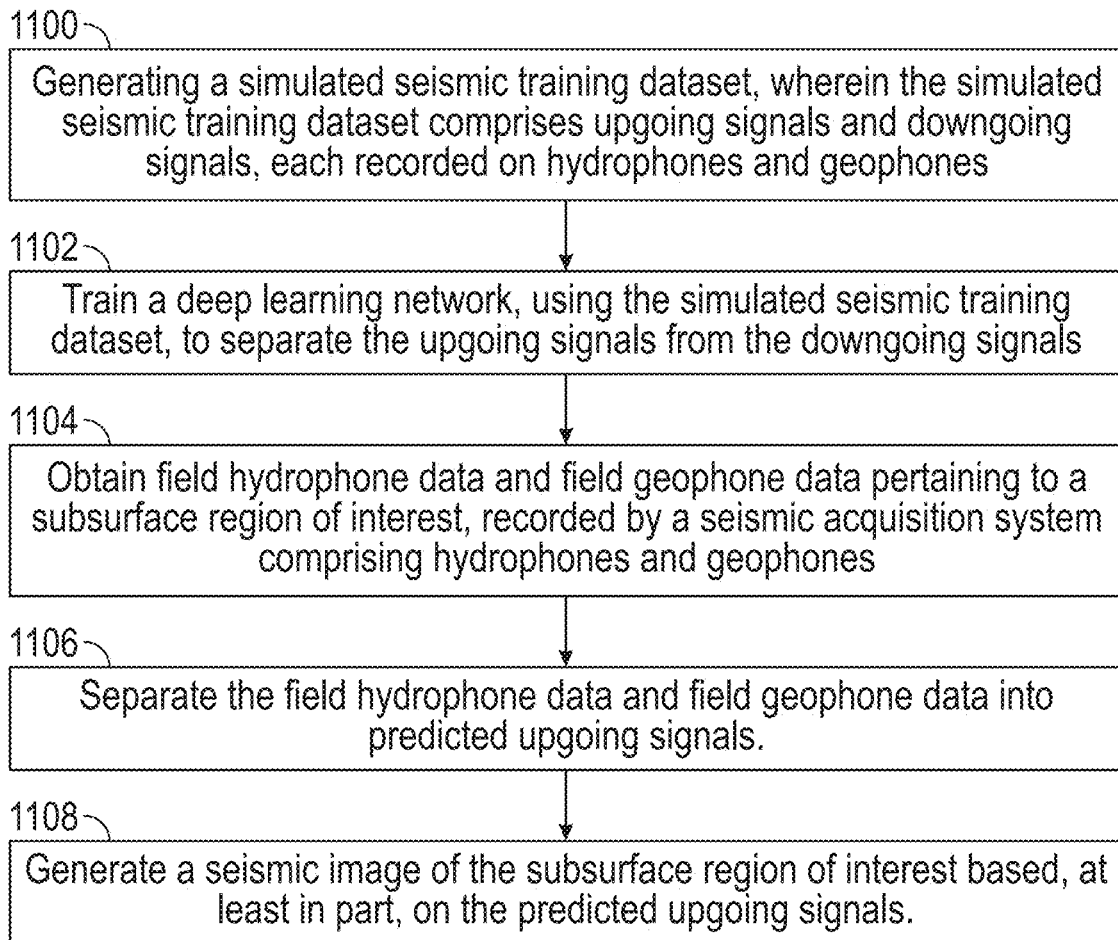 1100
Generating a simulated seismic training dataset, wherein the simulated
seismic training dataset comprises upgoing signals and downgoing
signals, each recorded on hydrophones and geophones
1102
Train a deep learning network, using the simulated seismic training
dataset, to separate the upgoing signals from the downgoing signals
1104
Obtain field hydrophone data and field geophone data pertaining to a
subsurface region of interest, recorded by a seismic acquisition system
comprising hydrophones and geophones
1106
Separate the field hydrophone data and field geophone data into
predicted upgoing signals.
1108
Generate a seismic image of the subsurface region of interest based, at
least in part, on the predicted upgoing signals.